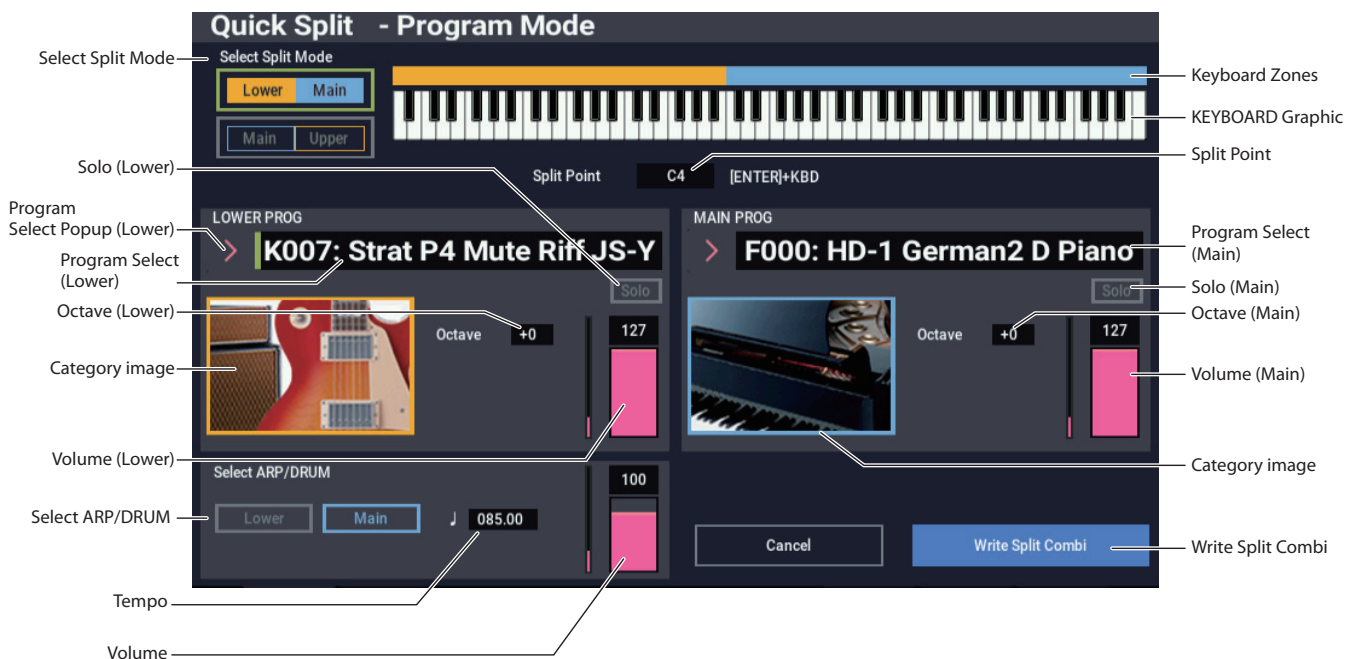 Quick Split - Program Mode
Select Split Mode
Select Split Mode
Lower Main
Main Upper
Keyboard Zones
KEYBOARD Graphic
Split Point
Split Point C4 [ENTER]+KBD
Solo (Lower)
Program
Select Popup (Lower)
Program Select
(Lower)
Octave (Lower)
Category image
Volume (Lower)
LOWER PROG
K007: Strat P4 Mute Riff JS-Y
Solo
Octave +0 127
MAIN PROG
F000: HD-1 German2 D Piano
Solo
Octave +0 127
Program Select
(Main)
Solo (Main)
Octave (Main)
Volume (Main)
Category image
Select ARP/DRUM
Select ARP/DRUM
100
Lower Main ♩ 085.00
Cancel
Write Split Combi
Write Split Combi
Tempo
Volume